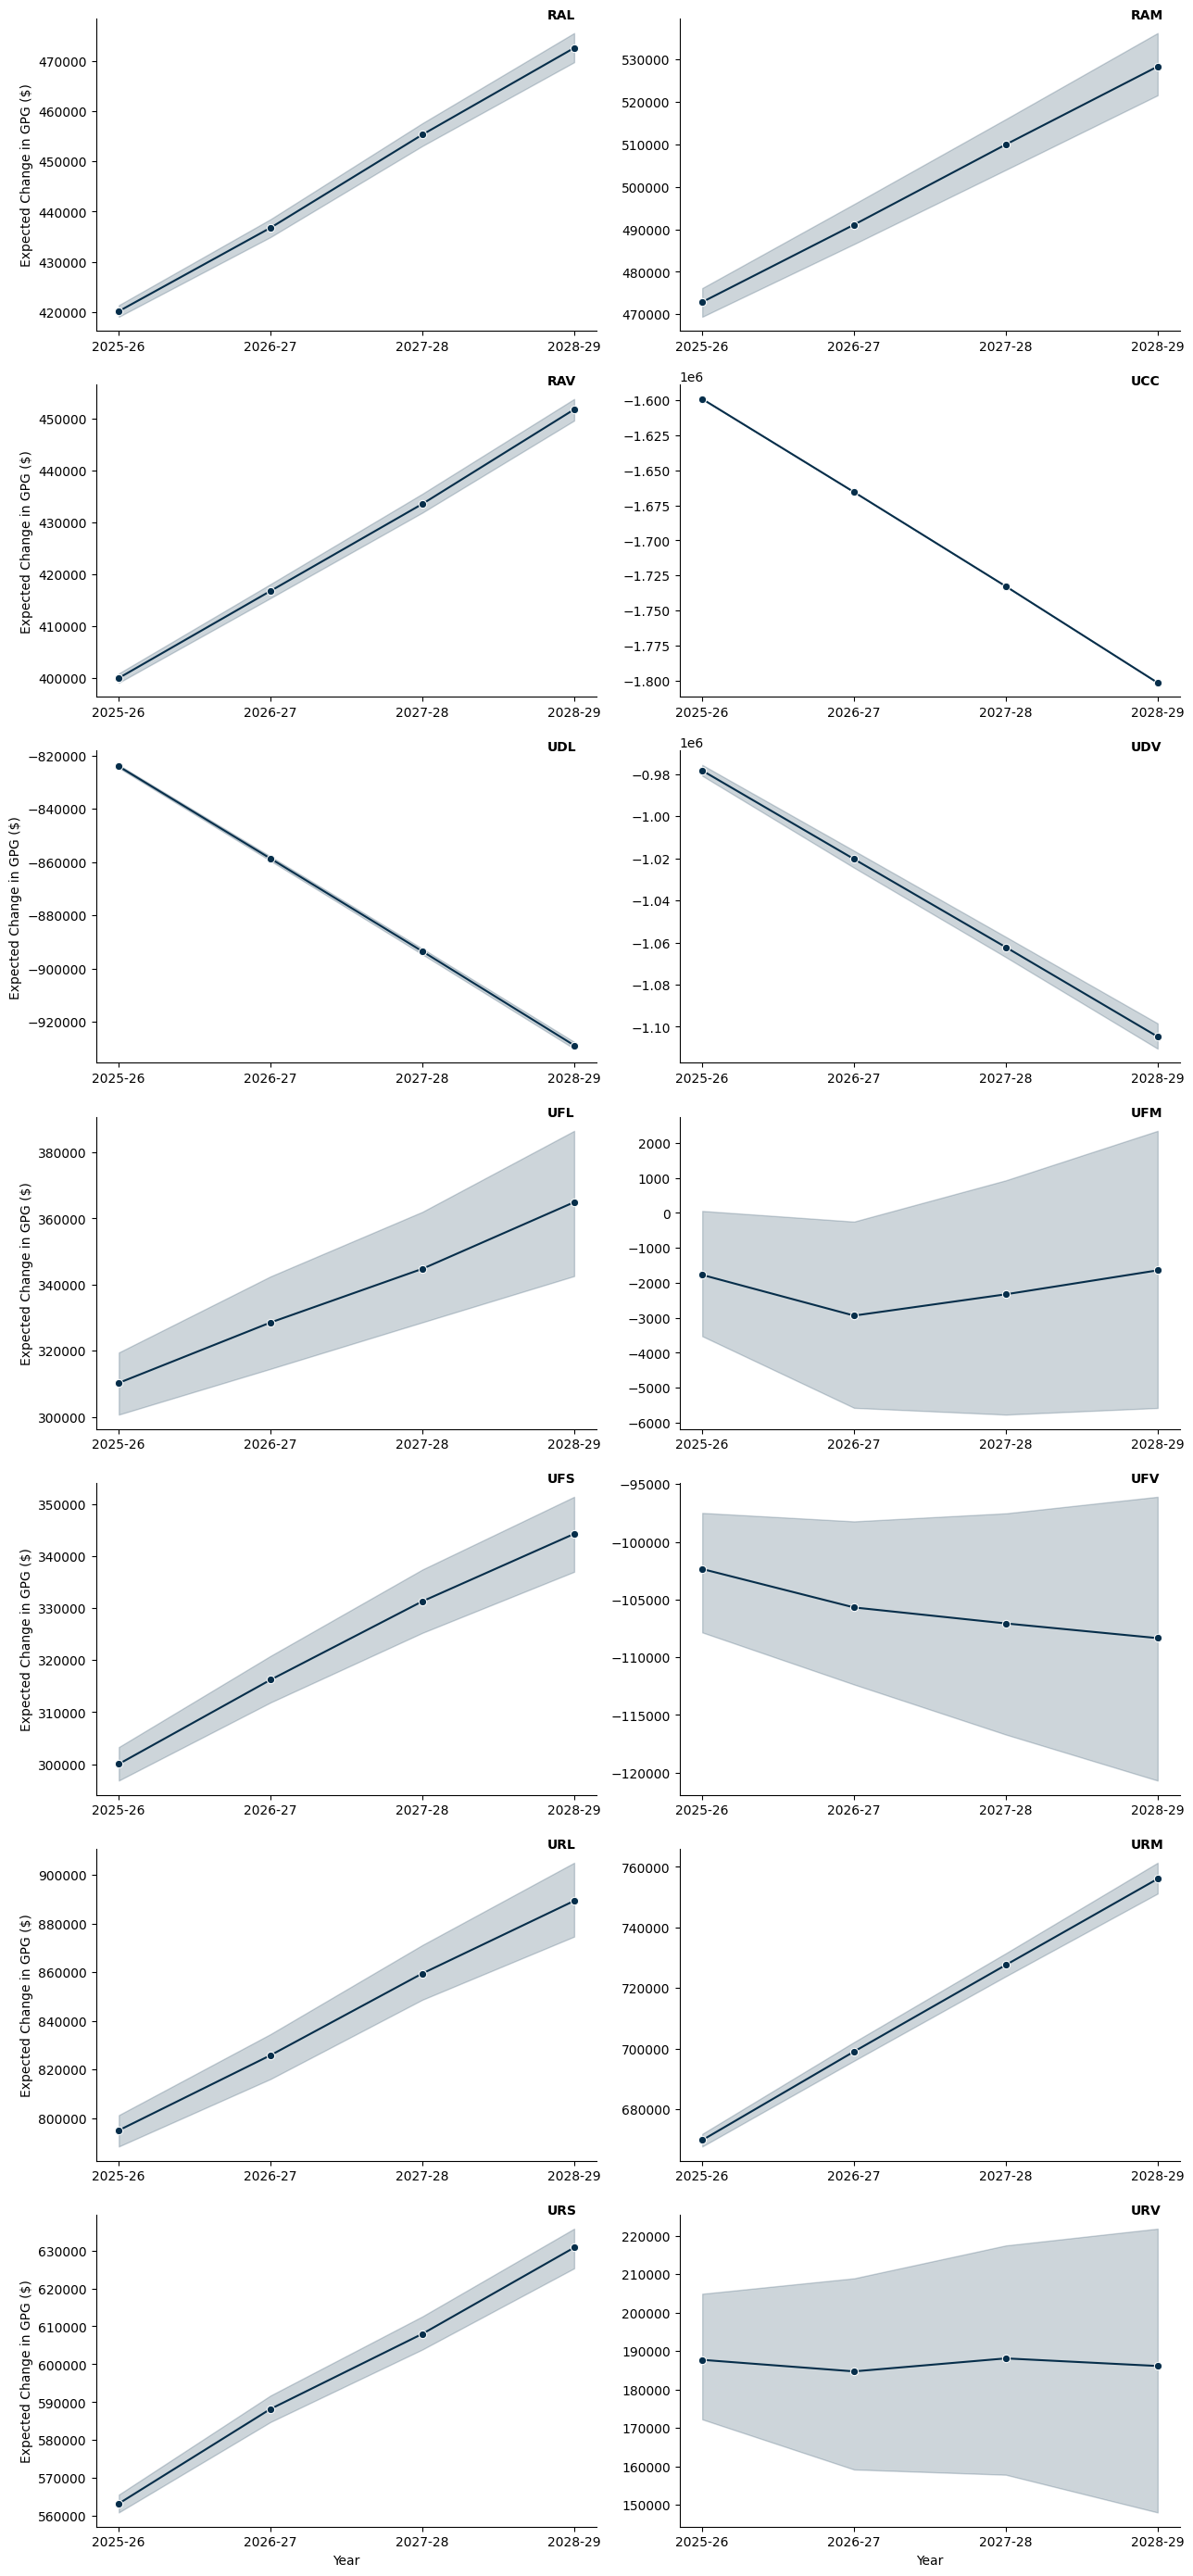 RAL
Expected Change in GPG ($)
470000
460000
450000
440000
430000
420000
2025-26 2026-27 2027-28 2028-29
RAM
530000
520000
510000
500000
490000
480000
470000
2025-26 2026-27 2027-28 2028-29
RAV
Expected Change in GPG ($)
450000
440000
430000
420000
410000
400000
2025-26 2026-27 2027-28 2028-29
1e6
UCC
−1.600
−1.625
−1.650
−1.675
−1.700
−1.725
−1.750
−1.775
−1.800
2025-26 2026-27 2027-28 2028-29
UDL
Expected Change in GPG ($)
−820000
−840000
−860000
−880000
−900000
−920000
2025-26 2026-27 2027-28 2028-29
1e6
UDV
−0.98
−1.00
−1.02
−1.04
−1.06
−1.08
−1.10
2025-26 2026-27 2027-28 2028-29
UFL
Expected Change in GPG ($)
380000
360000
340000
320000
300000
2025-26 2026-27 2027-28 2028-29
UFM
2000
1000
0
−1000
−2000
−3000
−4000
−5000
−6000
2025-26 2026-27 2027-28 2028-29
UFS
Expected Change in GPG ($)
350000
340000
330000
320000
310000
300000
2025-26 2026-27 2027-28 2028-29
UFV
−95000
−100000
−105000
−110000
−115000
−120000
2025-26 2026-27 2027-28 2028-29
URL
Expected Change in GPG ($)
900000
880000
860000
840000
820000
800000
2025-26 2026-27 2027-28 2028-29
URM
760000
740000
720000
700000
680000
2025-26 2026-27 2027-28 2028-29
URS
Expected Change in GPG ($)
630000
620000
610000
600000
590000
580000
570000
560000
2025-26 2026-27 2027-28 2028-29
Year
URV
220000
210000
200000
190000
180000
170000
160000
150000
2025-26 2026-27 2027-28 2028-29
Year